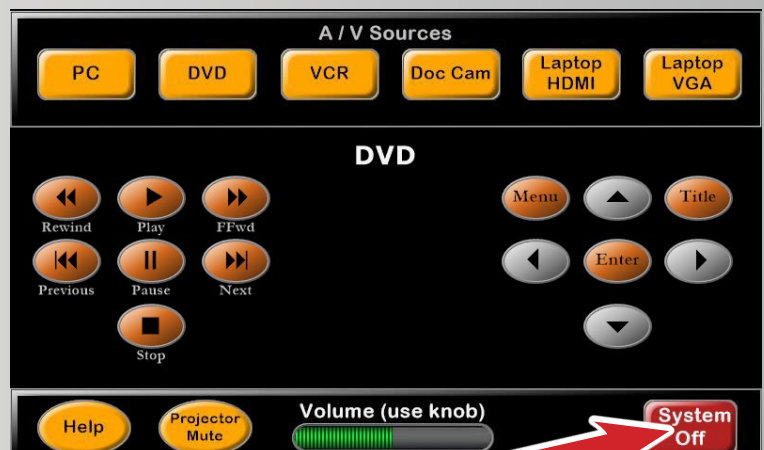 A / V Sources
PC
DVD
VCR
Doc Cam
Laptop
HDMI
Laptop
VGA
DVD
Rewind
Play
FFwd
Menu
Title
Previous
Pause
Next
Enter
Stop
Help
Projector
Mute
Volume (use knob)
System
Off